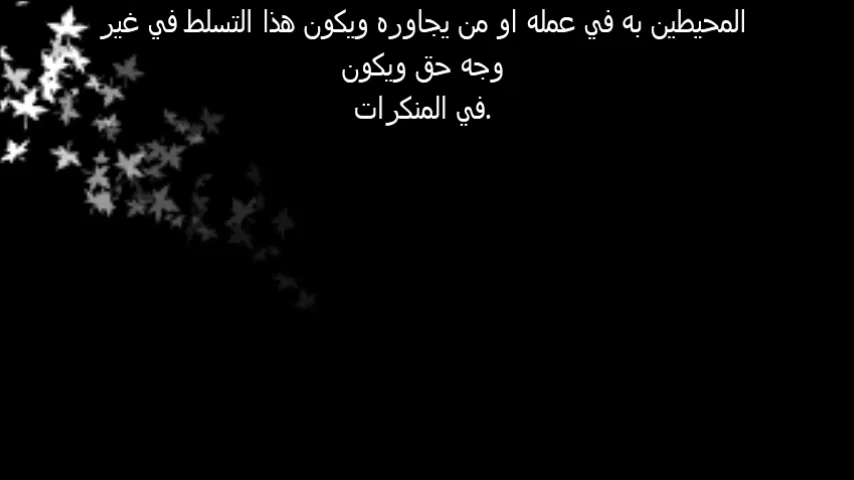 المحيطين به في عمله او من يجاوره ويكون هذا التسلط في غير
وجه حق ويكون
في المنكرات.